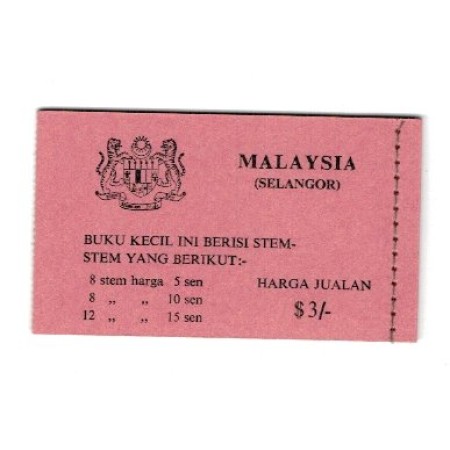 MALAYSIA
(SELANGOR)
BUKU KECIL INI BERISI STEM-
STEM YANG BERIKUT:-
8 stem harga 5 sen
8 „ „ 10 sen
12 „ „ 15 sen
HARGA JUALAN
$3/-